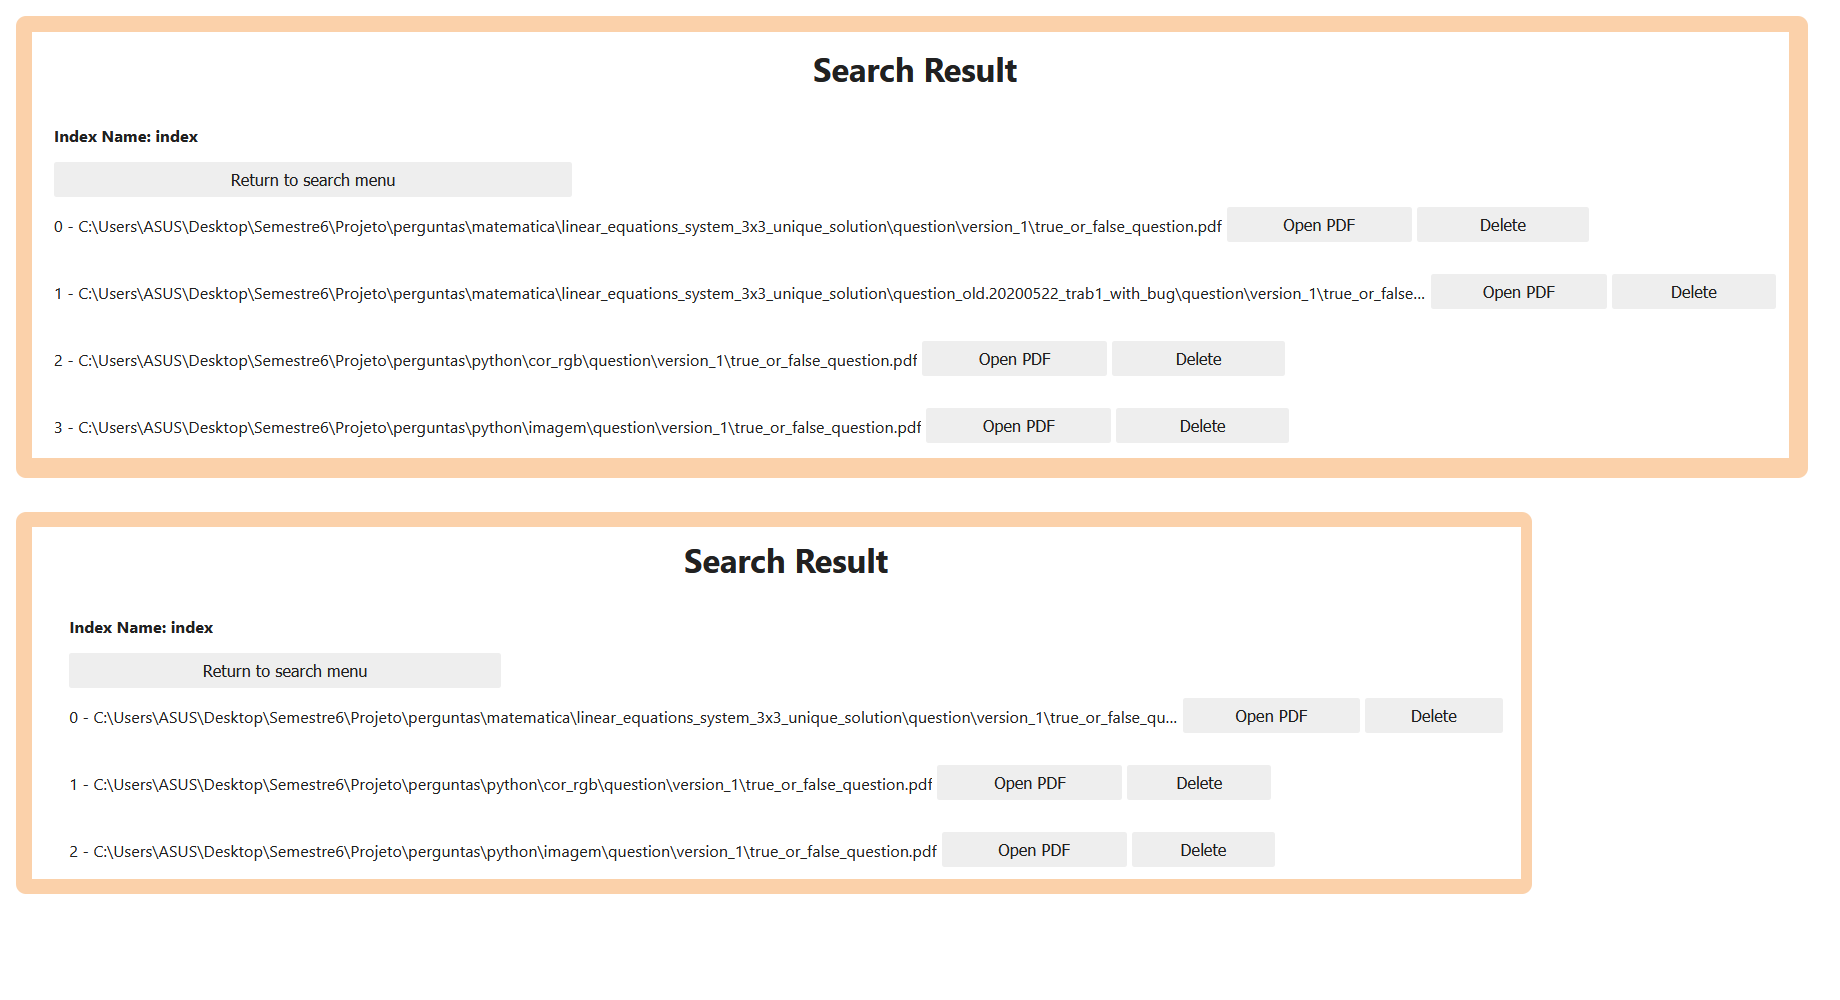 Search Result
Index Name: index
Return to search menu
0 - C:\Users\ASUS\Desktop\Semestre6\Projeto\perguntas\matematica\linear_equations_system_3x3_unique_solution\question\version_1\true_or_false_question.pdf Open PDF Delete
1 - C:\Users\ASUS\Desktop\Semestre6\Projeto\perguntas\matematica\linear_equations_system_3x3_unique_solution\question_old.20200522_trab1_with_bug\question\version_1\true_or_false... Open PDF Delete
2 - C:\Users\ASUS\Desktop\Semestre6\Projeto\perguntas\python\cor_rgb\question\version_1\true_or_false_question.pdf Open PDF Delete
3 - C:\Users\ASUS\Desktop\Semestre6\Projeto\perguntas\python\imagem\question\version_1\true_or_false_question.pdf Open PDF Delete
Search Result
Index Name: index
Return to search menu
0 - C:\Users\ASUS\Desktop\Semestre6\Projeto\perguntas\matematica\linear_equations_system_3x3_unique_solution\question\version_1\true_or_false_qu... Open PDF Delete
1 - C:\Users\ASUS\Desktop\Semestre6\Projeto\perguntas\python\cor_rgb\question\version_1\true_or_false_question.pdf Open PDF Delete
2 - C:\Users\ASUS\Desktop\Semestre6\Projeto\perguntas\python\imagem\question\version_1\true_or_false_question.pdf Open PDF Delete